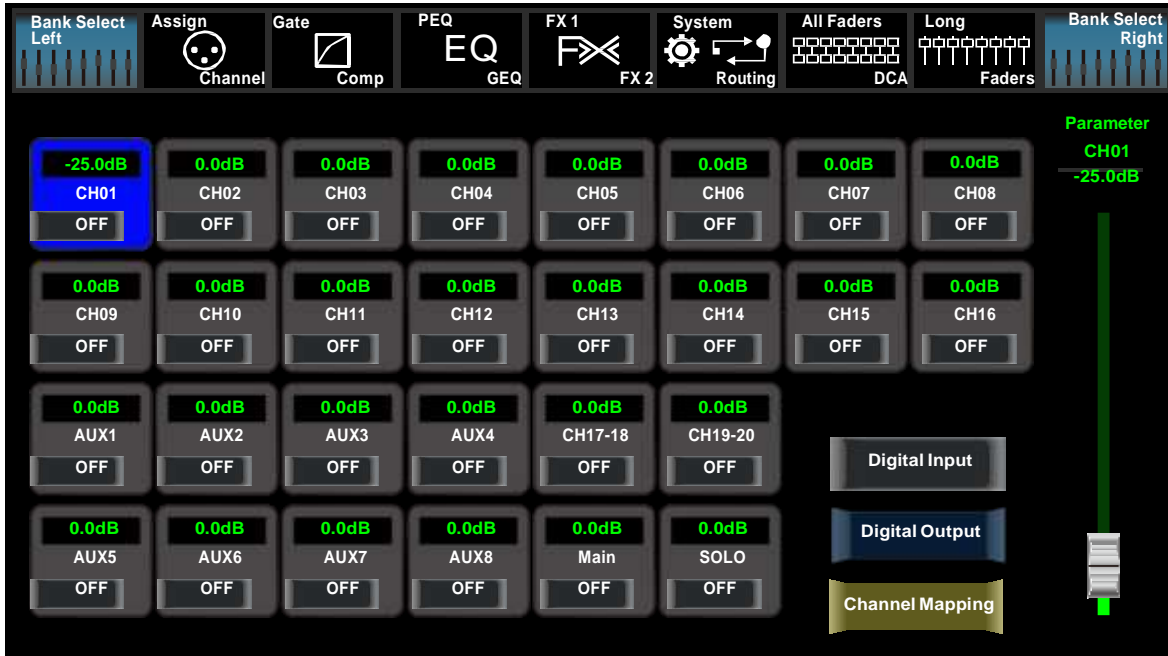 Bank Select
Left
Assign
Channel
Gate
Comp
PEQ
EQ
GEQ
FX 1
FX 2
System
Routing
All Faders
DCA
Long
Faders
Bank Select
Right
Parameter
CH01
-25.0dB
-25.0dB 0.0dB 0.0dB 0.0dB 0.0dB 0.0dB 0.0dB 0.0dB
CH01 CH02 CH03 CH04 CH05 CH06 CH07 CH08
OFF OFF OFF OFF OFF OFF OFF OFF
0.0dB 0.0dB 0.0dB 0.0dB 0.0dB 0.0dB 0.0dB 0.0dB
CH09 CH10 CH11 CH12 CH13 CH14 CH15 CH16
OFF OFF OFF OFF OFF OFF OFF OFF
0.0dB 0.0dB 0.0dB 0.0dB 0.0dB 0.0dB
AUX1 AUX2 AUX3 AUX4 CH17-18 CH19-20
OFF OFF OFF OFF OFF OFF
0.0dB 0.0dB 0.0dB 0.0dB 0.0dB 0.0dB
AUX5 AUX6 AUX7 AUX8 Main SOLO
OFF OFF OFF OFF OFF OFF
Digital Input
Digital Output
Channel Mapping